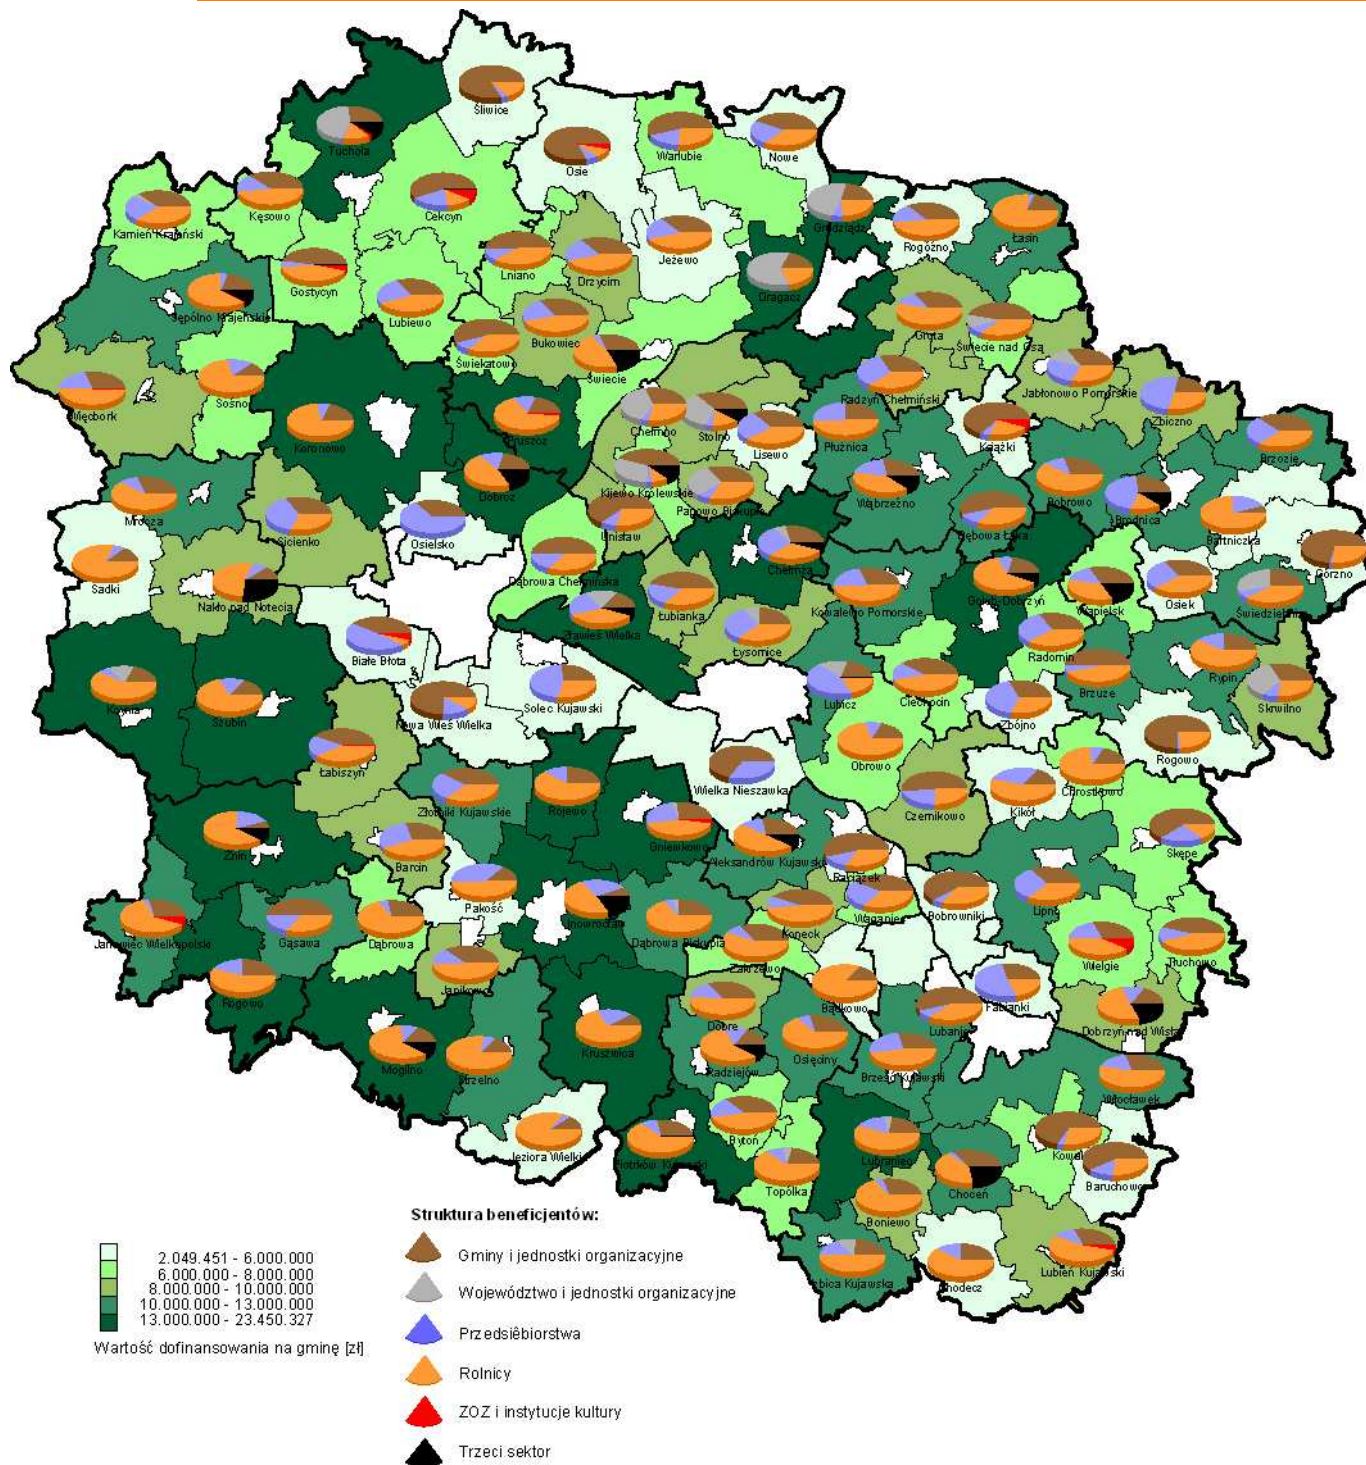 Śliwice
Tuchola
Osie
Warlubie
Nowe
Kęsowo
Cekcyn
Kamień Krajeński
Grudziądz
Rogóźno
Łasin
Gostycyn
Lniano
Drzycim
Jeżewo
Dragacz
Sępólno Krajeńskie
Lubiewo
Bukowiec
Gruta
Świecie nad Osą
Świekatowo
Świecie
Więcbork
Sośno
Radzyń Chełmiński
Jabłonowo Pomorskie
Zbiczno
Koronowo
Pruszcz
Chełmno
Stolno
Lisewo
Płużnica
Książki
Brzozie
Dobrcz
Kijewo Królewskie
Papowo Biskupie
Wąbrzeźno
Bobrowo
Brodnica
Mrocza
Sicienko
Osielsko
Unisław
Dębowa Łąka
Bartniczka
Górzno
Sadki
Nakło nad Notecią
Dąbrowa Chełmińska
Chełmża
Kowalewo Pomorskie
Golub-Dobrzyń
Wąpielsk
Osiek
Świedziebnia
Zławieś Wielka
Łubianka
Łysomice
Białe Błota
Radomin
Rypin
Kcynia
Szubin
Nowa Wieś Wielka
Solec Kujawski
Lubicz
Ciechocin
Zbójno
Brzuze
Skrwilno
Łabiszyn
Obrowo
Rogowo
Wielka Nieszawka
Złotniki Kujawskie
Rojewo
Czernikowo
Kikół
Chrostkowo
Żnin
Barcin
Gniewkowo
Aleksandrów Kujawski
Raciążek
Skępe
Pakość
Inowrocław
Waganiec
Bobrowniki
Lipno
Janowiec Wielkopolski
Gąsawa
Dąbrowa
Dąbrowa Biskupia
Koneck
Zakrzewo
Wielgie
Tłuchowo
Rogowo
Janikowo
Bądkowo
Fabianki
Dobre
Lubanie
Dobrzyń nad Wisłą
Mogilno
Strzelno
Kruszwica
Radziejów
Osięciny
Brześć Kujawski
Włocławek
Jeziora Wielkie
Piotrków Kujawski
Bytoń
Lubraniec
Kowal
Topólka
Choceń
Baruchowo
Boniewo
Izbica Kujawska
Chodecz
Lubień Kujawski
Struktura beneficjentów:
Gminy i jednostki organizacyjne
Województwo i jednostki organizacyjne
Przedsiêbiorstwa
Rolnicy
ZOZ i instytucje kultury
Trzeci sektor
2.049.451 - 6.000.000
6.000.000 - 8.000.000
8.000.000 - 10.000.000
10.000.000 - 13.000.000
13.000.000 - 23.450.327
Wartość dofinansowania na gminę [zł]